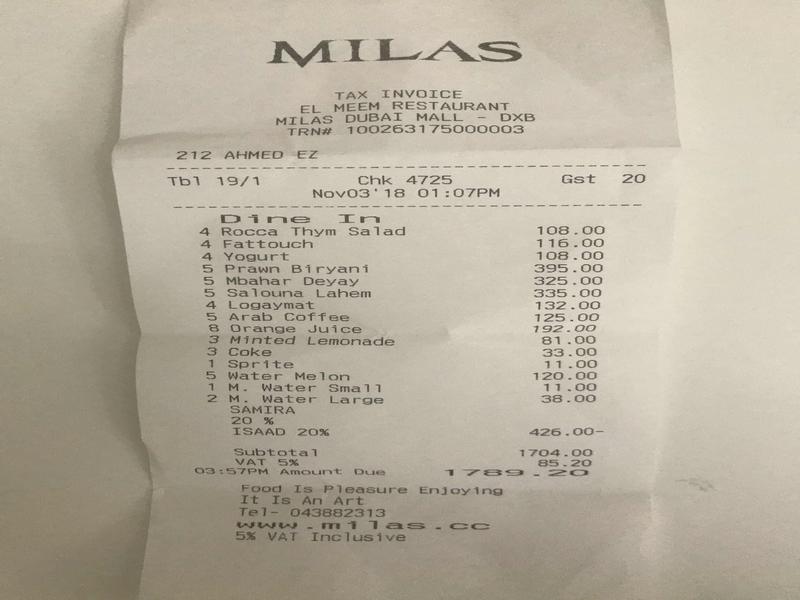 MILAS
TAX INVOICE
EL MEEM RESTAURANT
MILAS DUBAI MALL - DXB
TRN# 100263175000003
212 AHMED EZ
Tbl 19/1 Chk 4725 Gst 20
Nov03'18 01:07PM
Dine In
4 Rocca Thym Salad 108.00
4 Fattouch 116.00
4 Yogurt 108.00
5 Prawn Biryani 395.00
5 Mbahar Deyay 325.00
5 Salouna Lahem 335.00
4 Logaymat 132.00
5 Arab Coffee 125.00
8 Orange Juice 192.00
3 Minted Lemonade 81.00
3 Coke 33.00
1 Sprite 11.00
5 Water Melon 120.00
1 M. Water Small 11.00
2 M. Water Large 38.00
SAMIRA
20 %
ISAAD 20% 426.00-
Subtotal 1704.00
VAT 5% 85.20
03:57PM Amount Due 1789.20
Food Is Pleasure Enjoying
It Is An Art
Tel- 043882313
www.milas.cc
5% VAT Inclusive